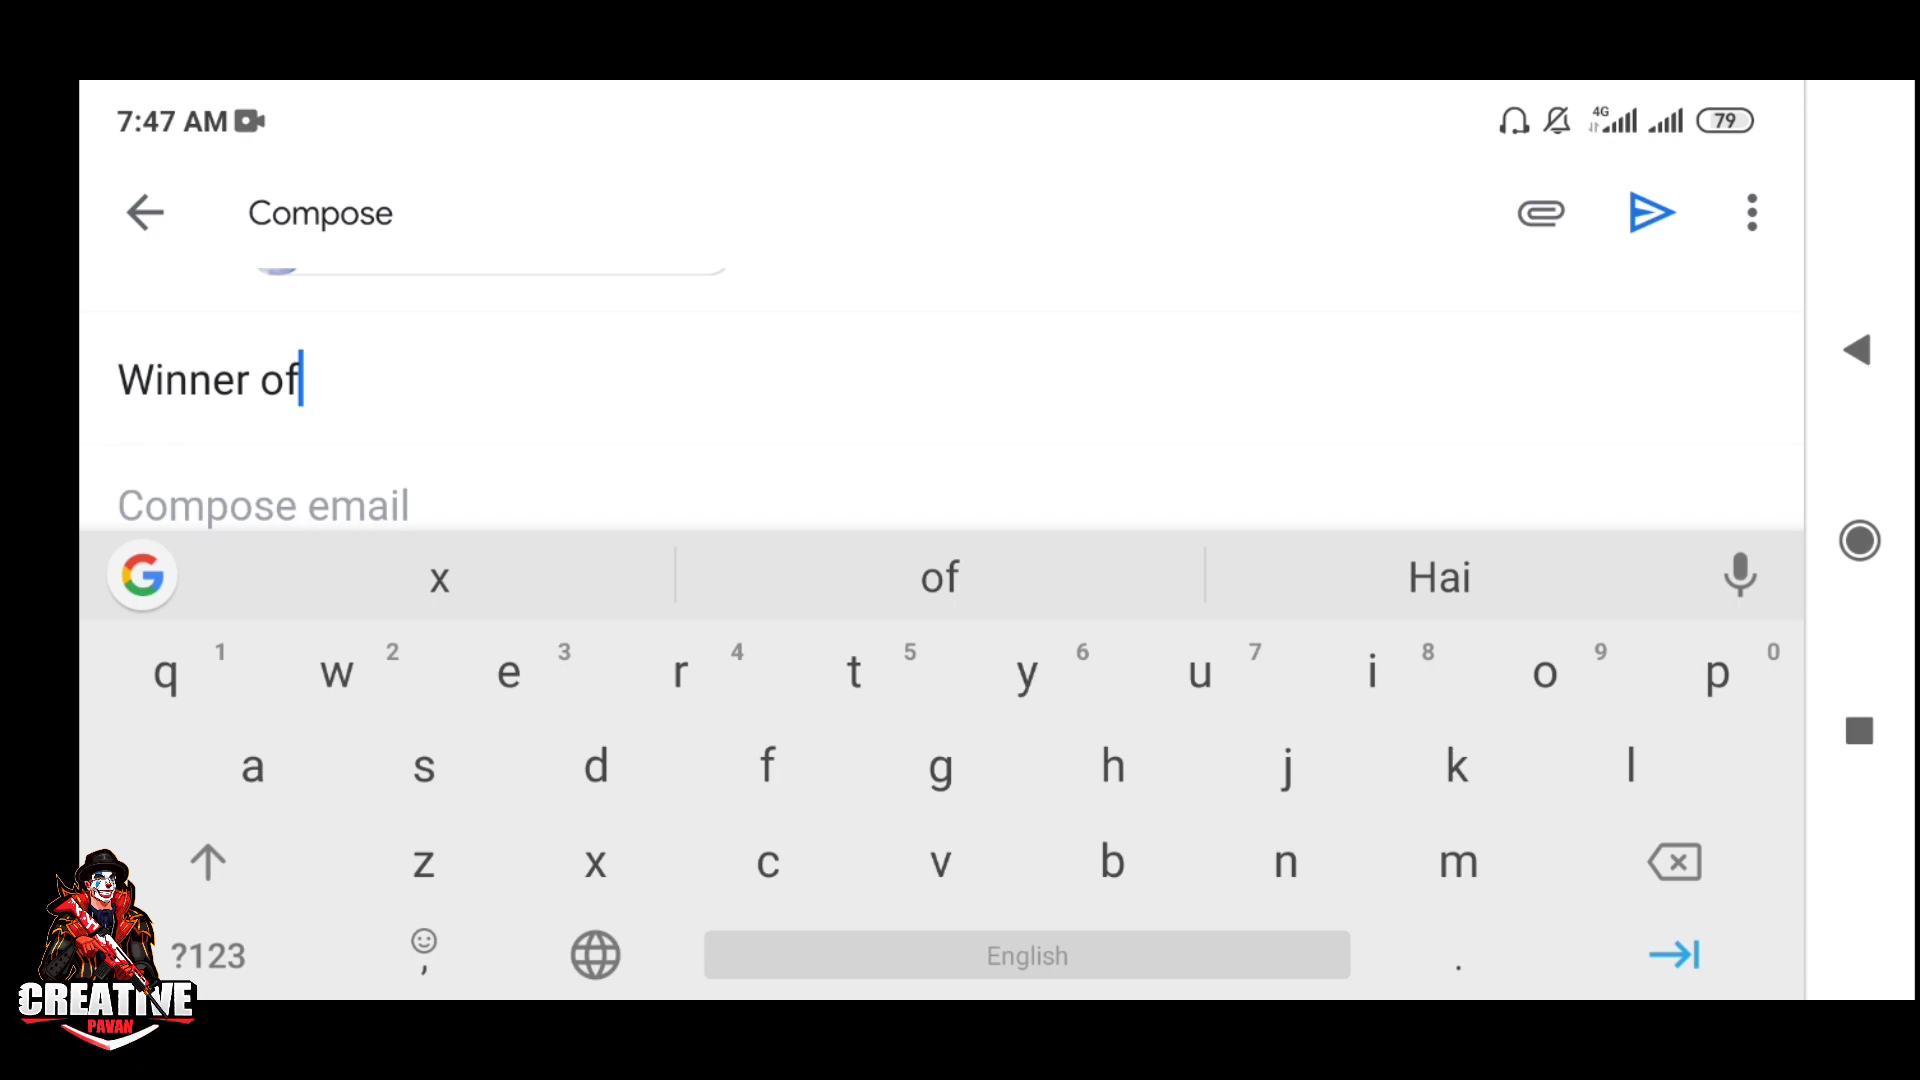 7:47 AM
4G
79
Compose
Winner of
Compose email
x of Hai
q 1 w 2 e 3 r 4 t 5 y 6 u 7 i 8 o 9 p 0
a s d f g h j k l
z x c v b n m
?123 , English .
CREATIVE
PAVAN